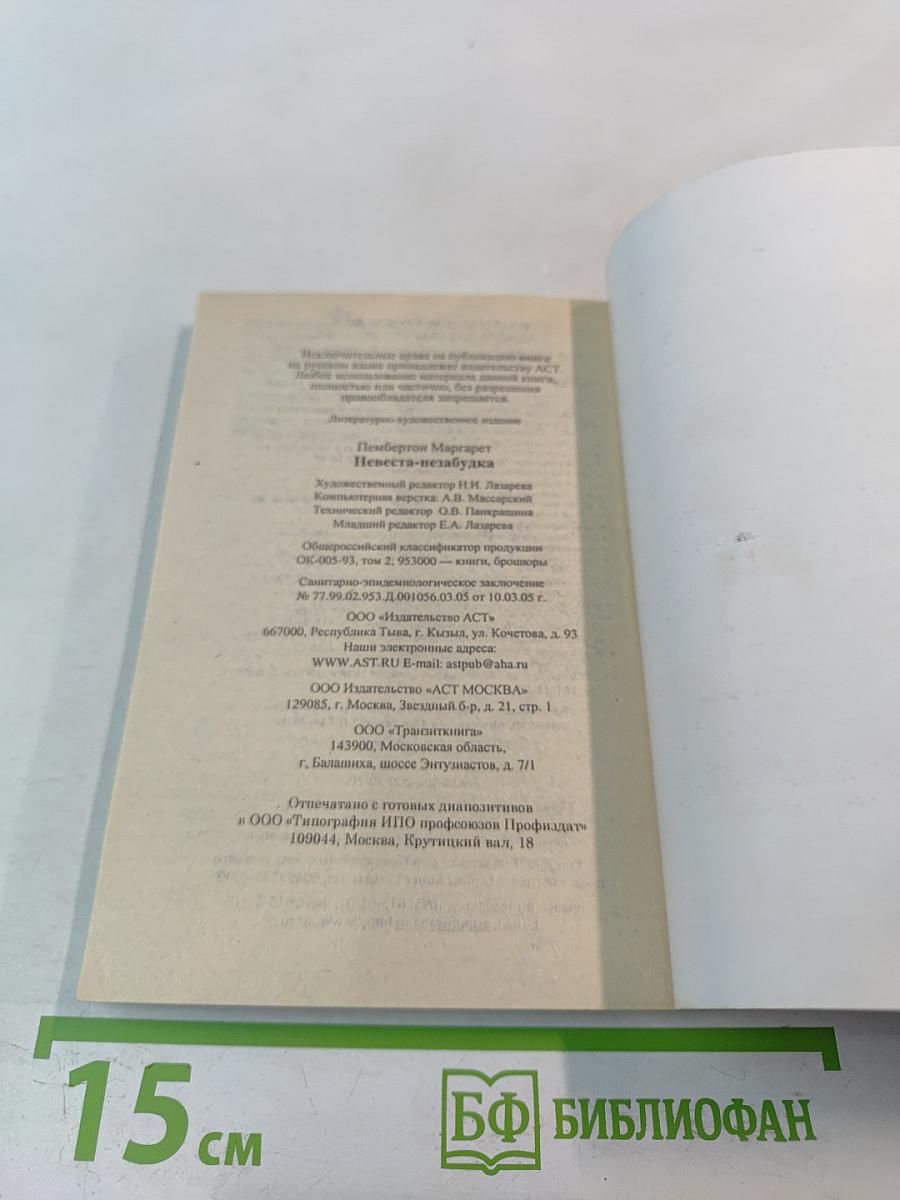 Исключительные права на публикацию книги
на русском языке принадлежат издательству АСТ.
Любое использование материала данной книги,
полностью или частично, без разрешения
правообладателя запрещается.
Литературно-художественное издание
Пембертон Маргарет
Невеста-незабудка
Художественный редактор Н.И. Лазарева
Компьютерная верстка: А.В. Массарский
Технический редактор О.В. Панкрашина
Младший редактор Е.А. Лазарева
Общероссийский классификатор продукции
ОК-005-93, том 2; 953000 — книги, брошюры
Санитарно-эпидемиологическое заключение
№ 77.99.02.953.Д.001056.03.05 от 10.03.05 г.
ООО «Издательство АСТ»
667000, Республика Тыва, г. Кызыл, ул. Кочетова, д. 93
Наши электронные адреса:
WWW.AST.RU E-mail: astpub@aha.ru
ООО Издательство «АСТ МОСКВА»
129085, г. Москва, Звездный б-р, д. 21, стр. 1
ООО «Транзиткнига»
143900, Московская область,
г. Балашиха, шоссе Энтузиастов, д. 7/1
Отпечатано с готовых диапозитивов
в ООО «Типография ИПО профсоюзов Профиздат»
109044, Москва, Крутицкий вал, 18
15 см
БФ БИБЛИОФАН